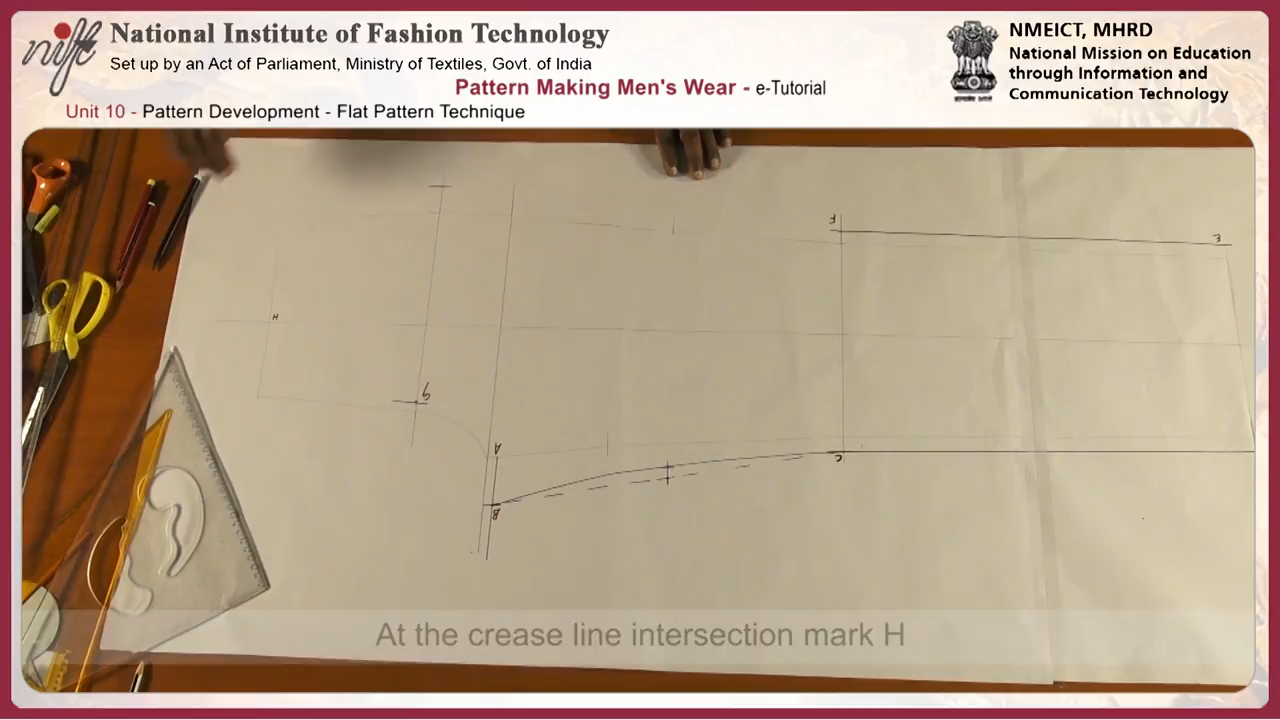 nift
National Institute of Fashion Technology
Set up by an Act of Parliament, Ministry of Textiles, Govt. of India
NMEICT, MHRD
National Mission on Education
through Information and
Communication Technology
Pattern Making Men's Wear - e-Tutorial
Unit 10 - Pattern Development - Flat Pattern Technique
F
E
H
G
A
C
B
At the crease line intersection mark H